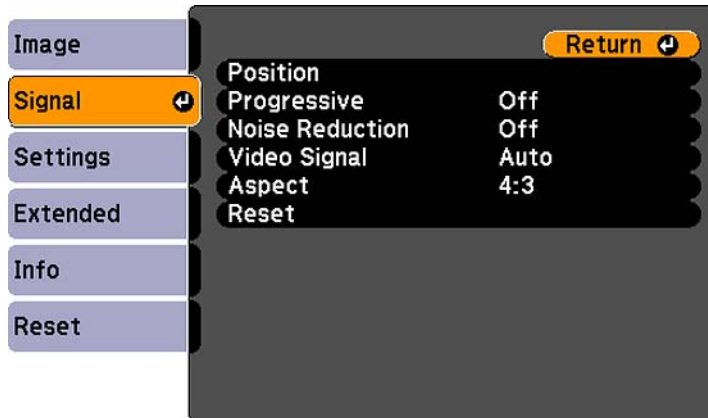 Image
Signal
Settings
Extended
Info
Reset
Return
Position
Progressive Off
Noise Reduction Off
Video Signal Auto
Aspect 4:3
Reset